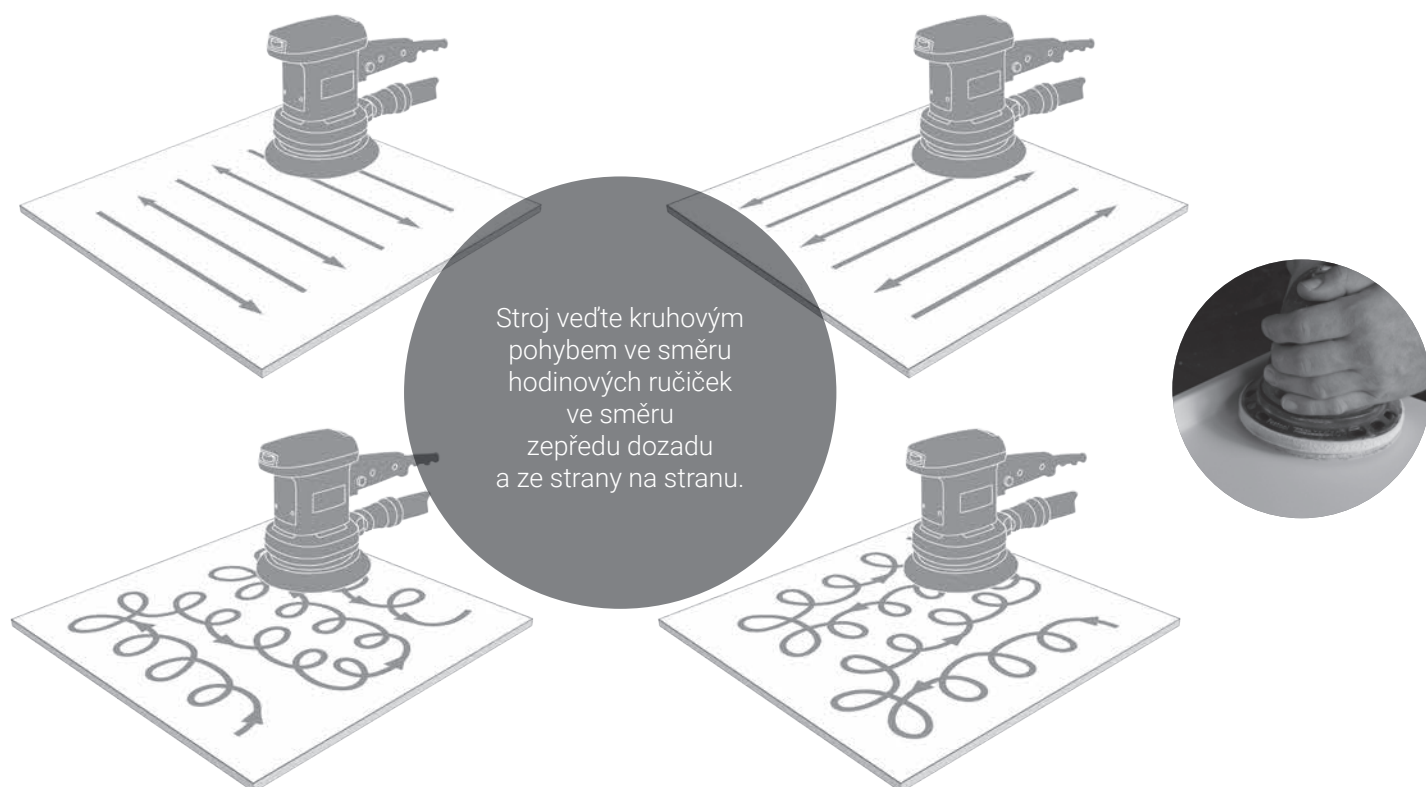 Stroj veďte kruhovým
pohybem ve směru
hodinových ručiček
ve směru
zepředu dozadu
a ze strany na stranu.